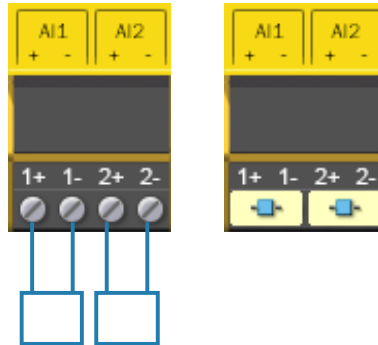 AI1 AI2
+ - + -
1+ 1- 2+ 2-
AI1 AI2
+ - + -
1+ 1- 2+ 2-